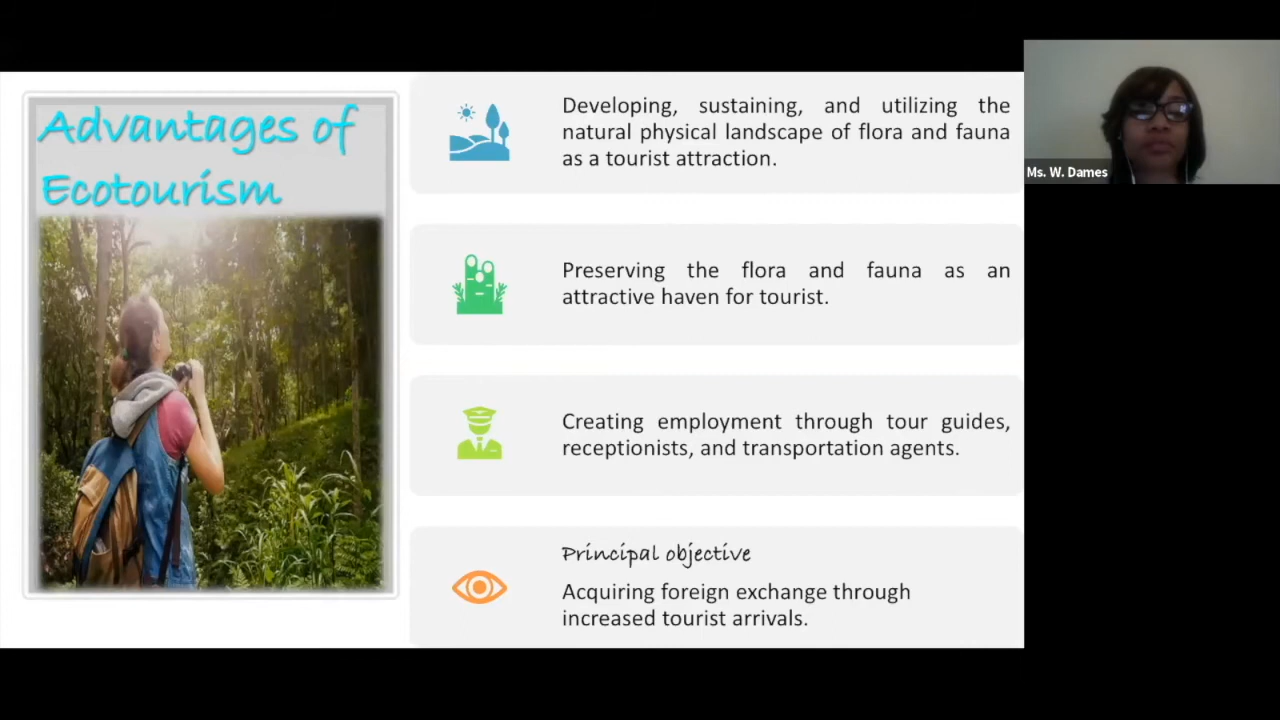 Advantages of
Ecotourism
Developing, sustaining, and utilizing the
natural physical landscape of flora and fauna
as a tourist attraction.
Preserving the flora and fauna as an
attractive haven for tourist.
Creating employment through tour guides,
receptionists, and transportation agents.
Principal objective
Acquiring foreign exchange through
increased tourist arrivals.
Ms. W. Dames